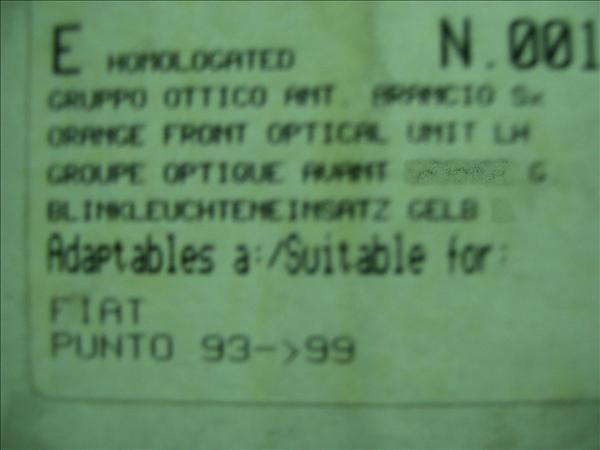 E HOMOLOGATED N.001
GRUPPO OTTICO ANT. ARANCIO Sx
ORANGE FRONT OPTICAL UNIT LH
GROUPE OPTIQUE AVANT G.
BLINKLEUCHTENEINSATZ GELB
Adaptables a:/Suitable for:
FIAT
PUNTO 93->99